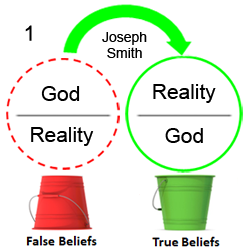 1
Joseph
Smith
God
Reality
Reality
God
False Beliefs
True Beliefs